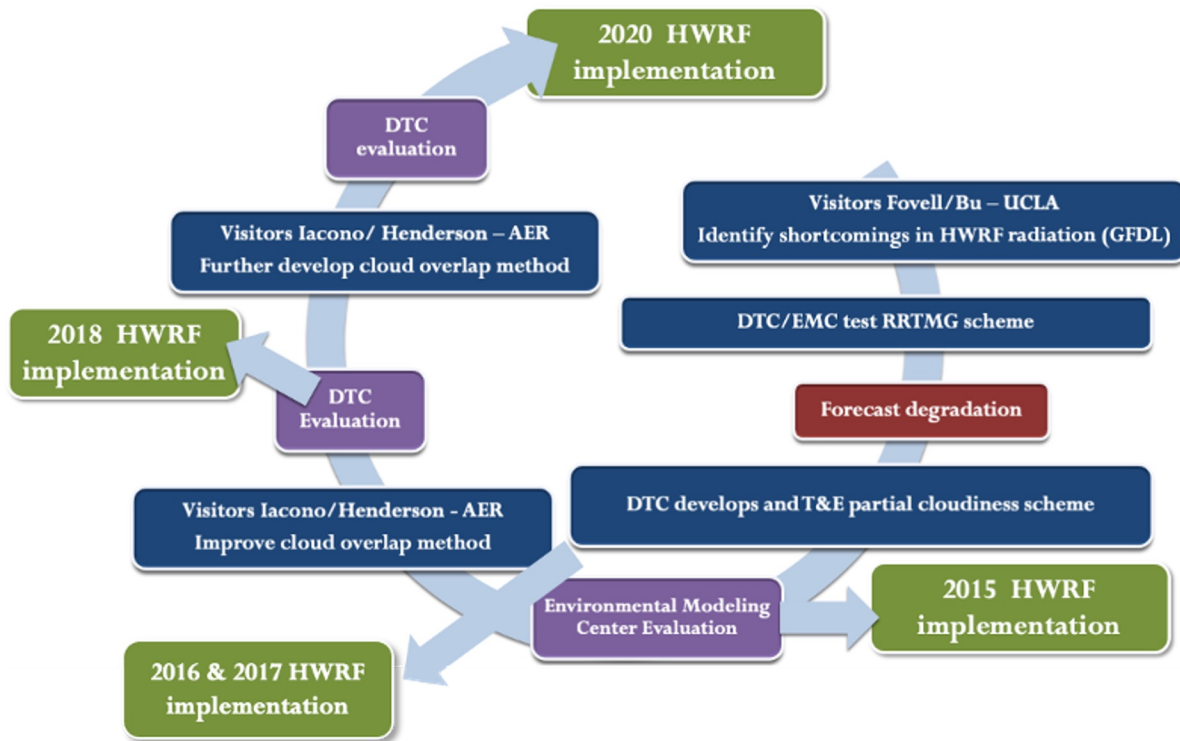 2020 HWRF
implementation
DTC
evaluation
Visitors Fovell/Bu – UCLA
Identify shortcomings in HWRF radiation (GFDL)
Visitors Iacono/ Henderson – AER
Further develop cloud overlap method
DTC/EMC test RRTMG scheme
2018 HWRF
implementation
DTC
Evaluation
Forecast degradation
Visitors Iacono/Henderson - AER
Improve cloud overlap method
DTC develops and T&E partial cloudiness scheme
Environmental Modeling
Center Evaluation
2015 HWRF
implementation
2016 & 2017 HWRF
implementation